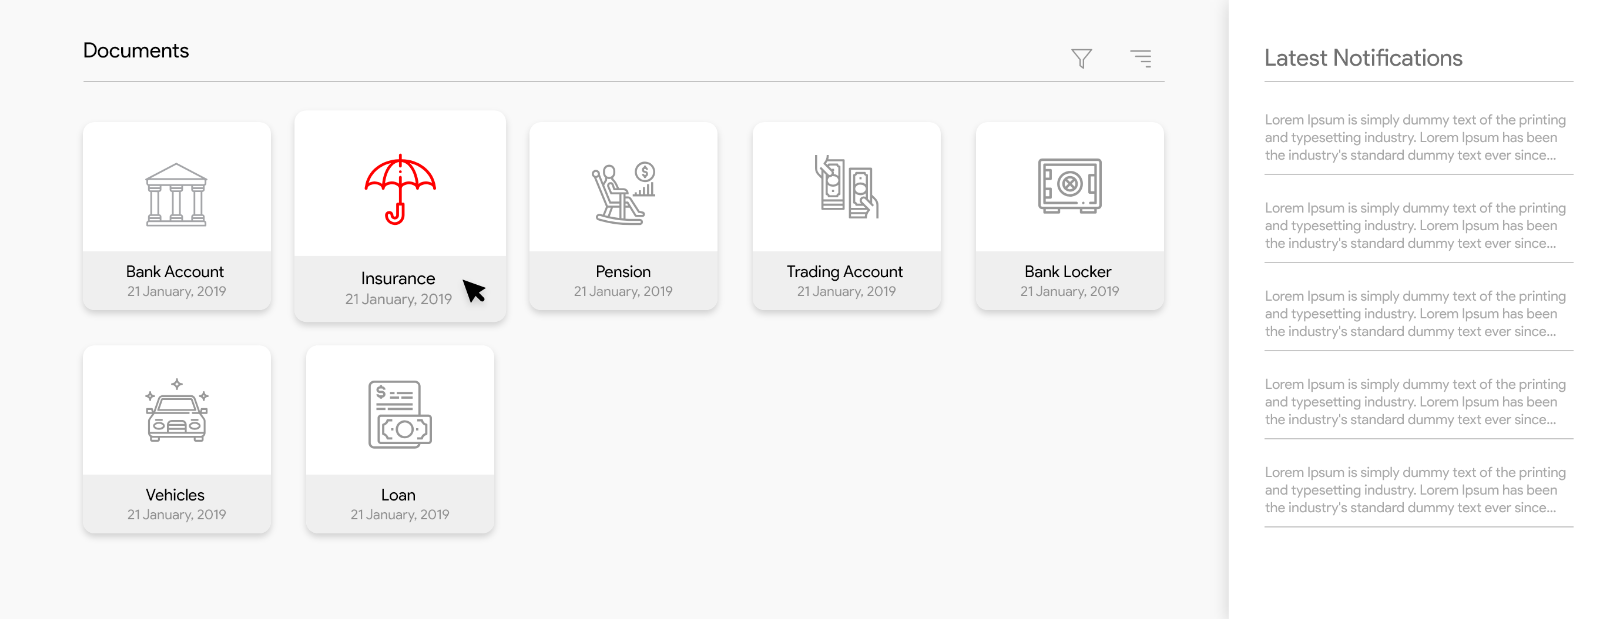 Documents
Bank Account
21 January, 2019
Insurance
21 January, 2019
Pension
21 January, 2019
Trading Account
21 January, 2019
Bank Locker
21 January, 2019
Vehicles
21 January, 2019
Loan
21 January, 2019
Latest Notifications
Lorem Ipsum is simply dummy text of the printing
and typesetting industry. Lorem Ipsum has been
the industry's standard dummy text ever since...
Lorem Ipsum is simply dummy text of the printing
and typesetting industry. Lorem Ipsum has been
the industry's standard dummy text ever since...
Lorem Ipsum is simply dummy text of the printing
and typesetting industry. Lorem Ipsum has been
the industry's standard dummy text ever since...
Lorem Ipsum is simply dummy text of the printing
and typesetting industry. Lorem Ipsum has been
the industry's standard dummy text ever since...
Lorem Ipsum is simply dummy text of the printing
and typesetting industry. Lorem Ipsum has been
the industry's standard dummy text ever since...